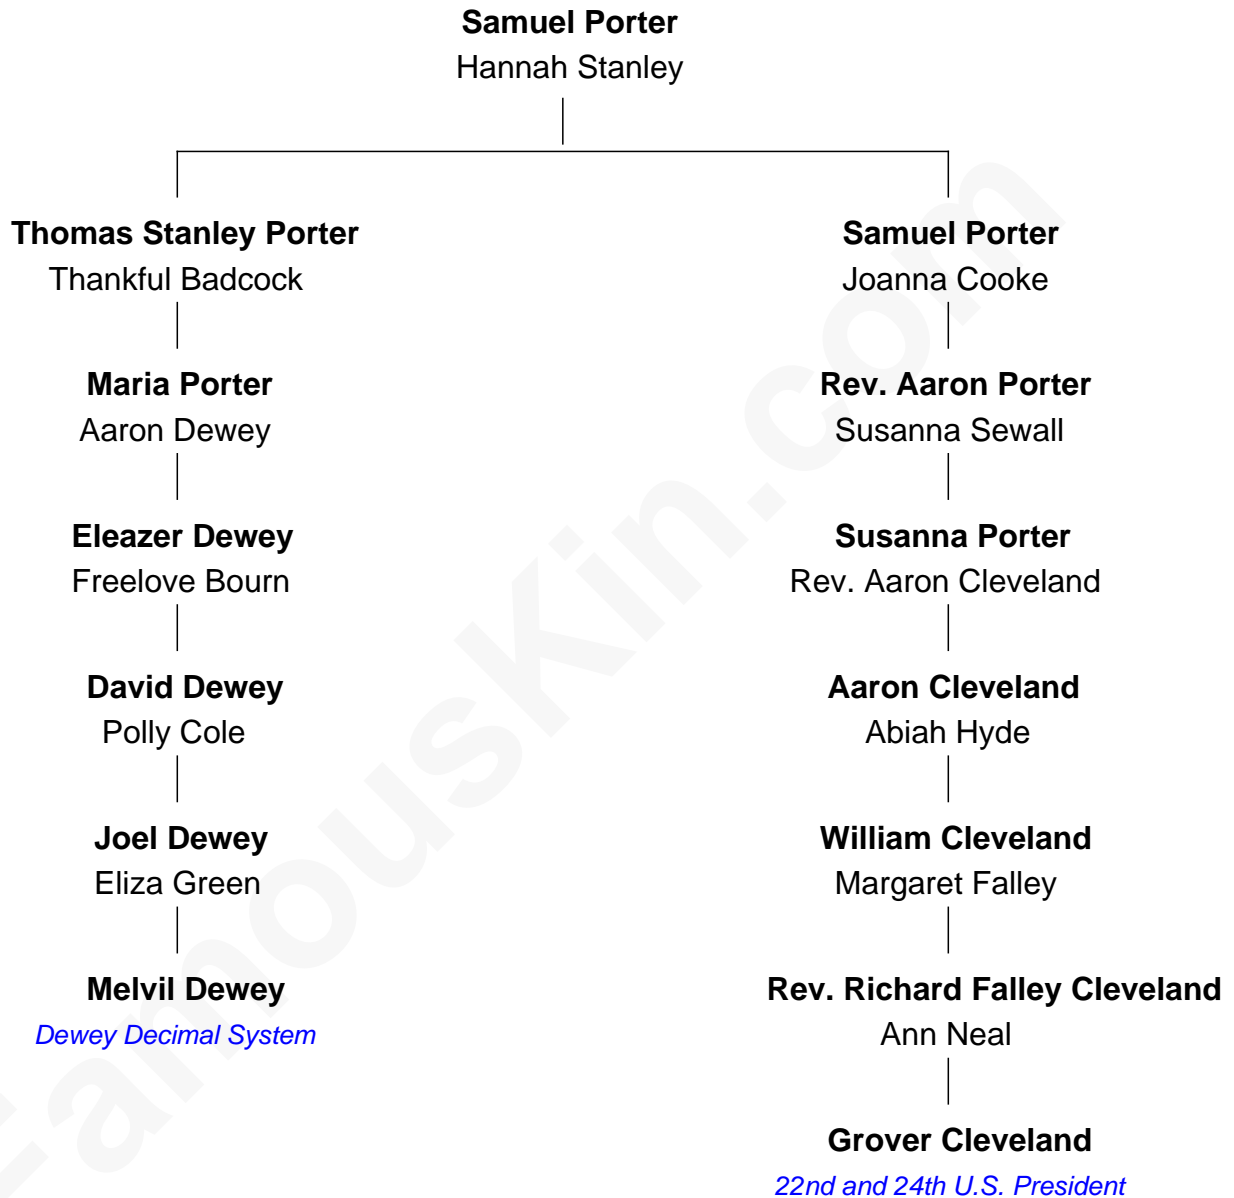 Samuel Porter
Hannah Stanley
Thomas Stanley Porter
Thankful Badcock
Samuel Porter
Joanna Cooke
Maria Porter
Aaron Dewey
Rev. Aaron Porter
Susanna Sewall
Eleazer Dewey
Freelove Bourn
Susanna Porter
Rev. Aaron Cleveland
David Dewey
Polly Cole
Aaron Cleveland
Abiah Hyde
Joel Dewey
Eliza Green
William Cleveland
Margaret Falley
Melvil Dewey
Dewey Decimal System
Rev. Richard Falley Cleveland
Ann Neal
Grover Cleveland
22nd and 24th U.S. President
FamousKin.com